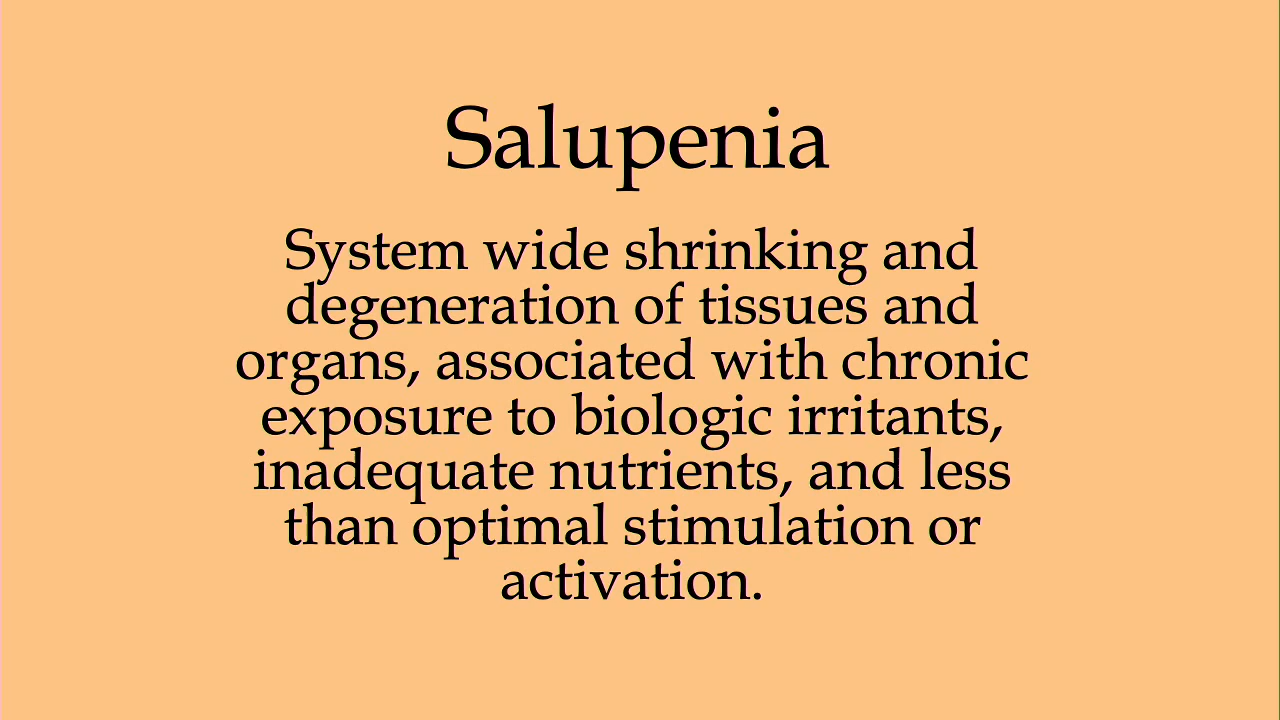 Salupenia
System wide shrinking and
degeneration of tissues and
organs, associated with chronic
exposure to biologic irritants,
inadequate nutrients, and less
than optimal stimulation or
activation.